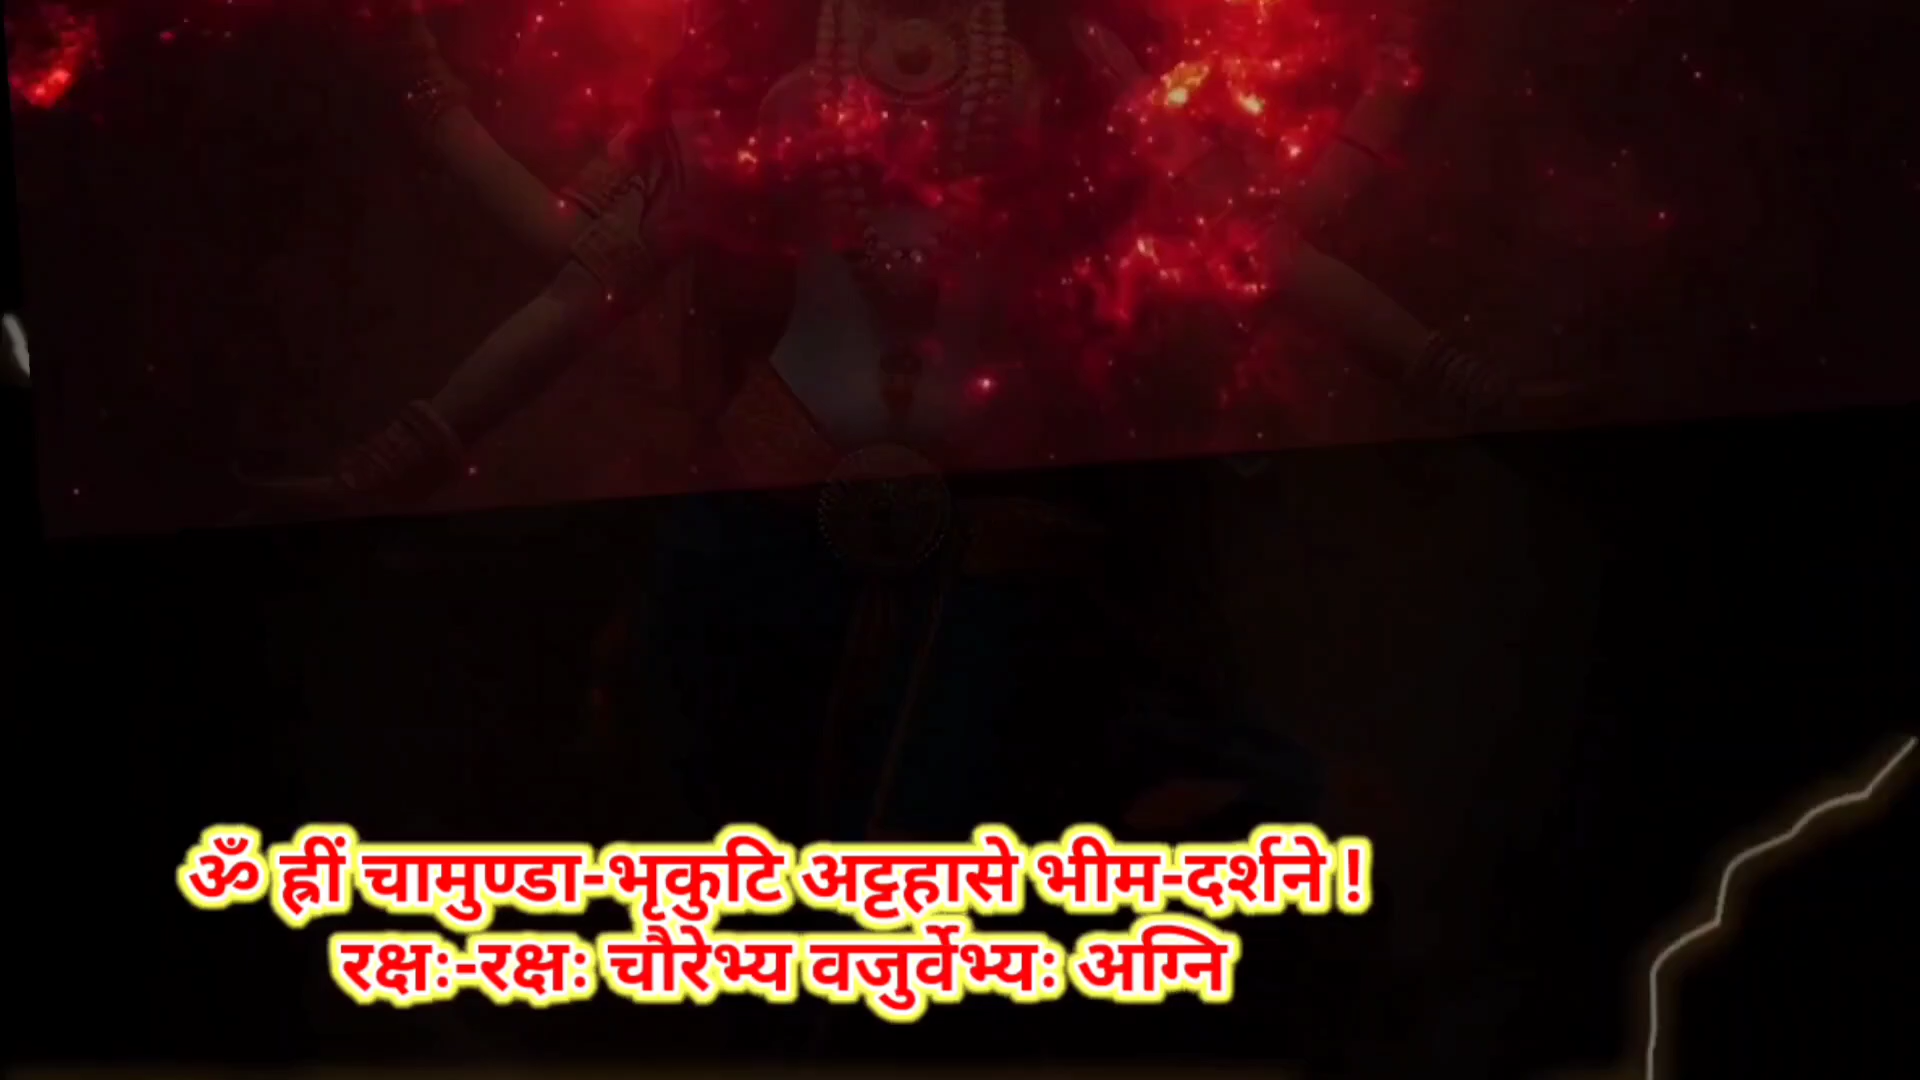 ॐ ह्रीं चामुण्डा-भृकुटि अट्टहासे भीम-दर्शने !
रक्षः-रक्षः चौरेभ्य वजुर्वेभ्यः अग्नि